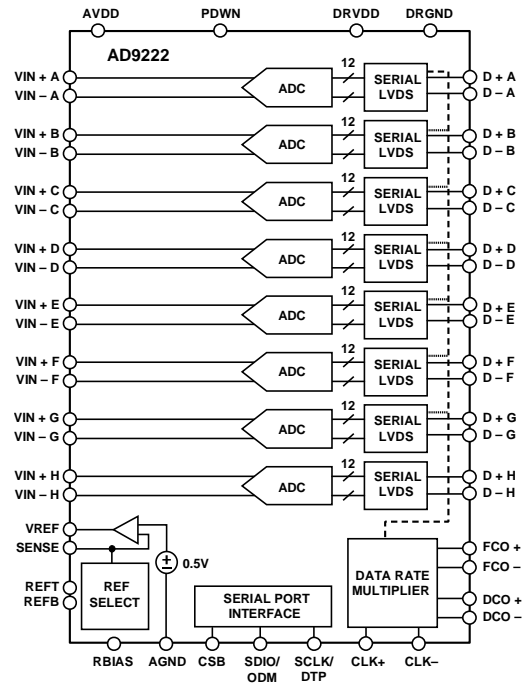 AVDD PDWN DRVDD DRGND
AD9222
VIN + A
VIN – A
ADC
12
SERIAL
LVDS
D + A
D – A
VIN + B
VIN – B
ADC
12
SERIAL
LVDS
D + B
D – B
VIN + C
VIN – C
ADC
12
SERIAL
LVDS
D + C
D – C
VIN + D
VIN – D
ADC
12
SERIAL
LVDS
D + D
D – D
VIN + E
VIN – E
ADC
12
SERIAL
LVDS
D + E
D – E
VIN + F
VIN – F
ADC
12
SERIAL
LVDS
D + F
D – F
VIN + G
VIN – G
ADC
12
SERIAL
LVDS
D + G
D – G
VIN + H
VIN – H
ADC
12
SERIAL
LVDS
D + H
D – H
VREF
SENSE
0.5V
REFT
REFB
REF
SELECT
SERIAL PORT
INTERFACE
DATA RATE
MULTIPLIER
FCO +
FCO –
DCO +
DCO –
RBIAS AGND CSB SDIO/
ODM
SCLK/
DTP
CLK+ CLK–